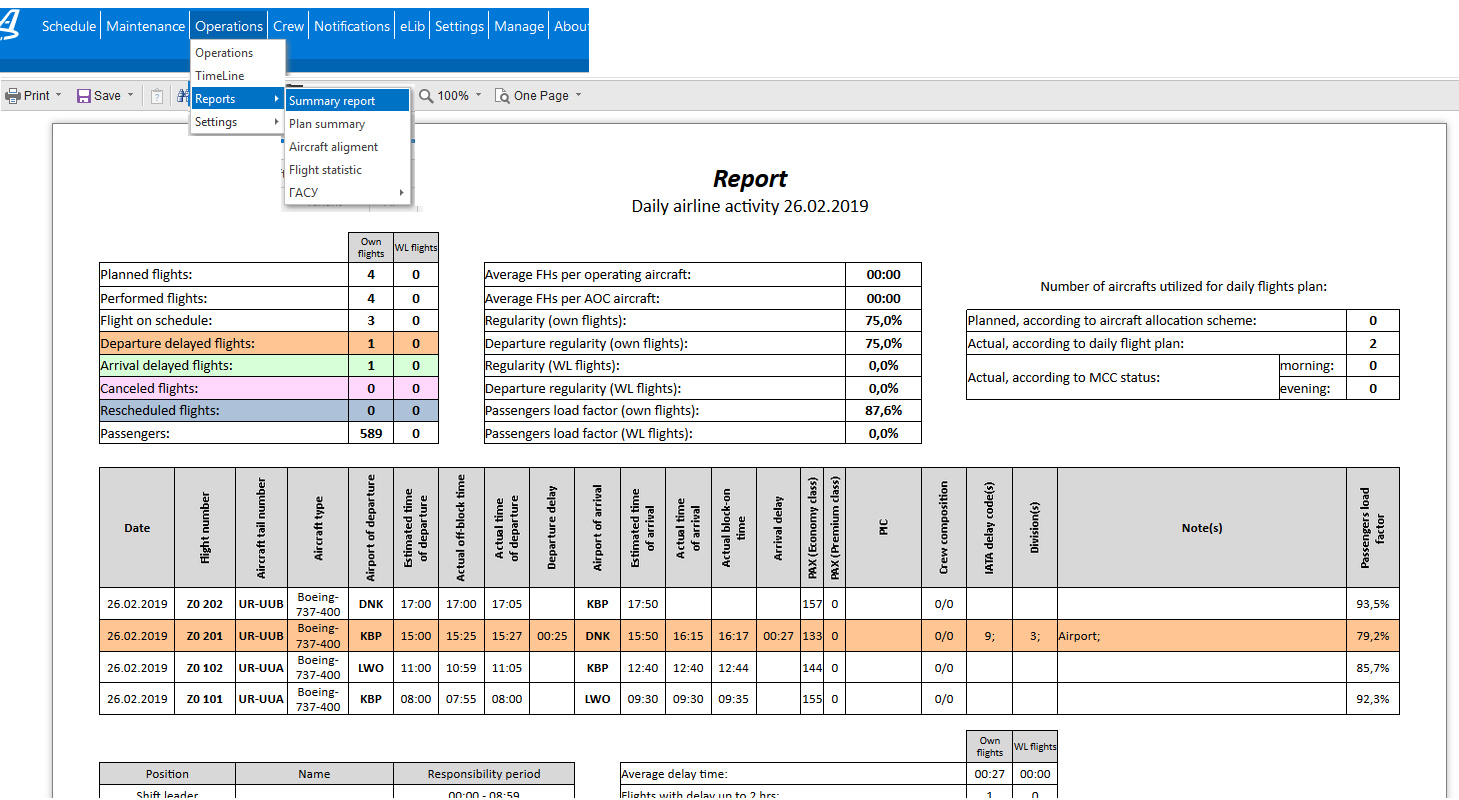 Schedule Maintenance Operations Crew Notifications eLib Settings Manage Abou
Operations
TimeLine
Reports
Settings
Summary report
Plan summary
Aircraft aligment
Flight statistic
ГАСУ
Print Save 100% One Page
Report
Daily airline activity 26.02.2019
Own flights WL flights
Planned flights: 4 0
Performed flights: 4 0
Flight on schedule: 3 0
Departure delayed flights: 1 0
Arrival delayed flights: 1 0
Canceled flights: 0 0
Rescheduled flights: 0 0
Passengers: 589 0
Average FHs per operating aircraft: 00:00
Average FHs per AOC aircraft: 00:00
Regularity (own flights): 75,0%
Departure regularity (own flights): 75,0%
Regularity (WL flights): 0,0%
Departure regularity (WL flights): 0,0%
Passengers load factor (own flights): 87,6%
Passengers load factor (WL flights): 0,0%
Number of aircrafts utilized for daily flights plan:
Planned, according to aircraft allocation scheme: 0
Actual, according to daily flight plan: 2
Actual, according to MCC status: morning: 0
evening: 0
Date Flight number Aircraft tail number Aircraft type Airport of departure Estimated time of departure Actual off-block time Actual time of departure Departure delay Airport of arrival Estimated time of arrival Actual time of arrival Actual block-on time Arrival delay PAX (Economy class) PAX (Premium class) PIC Crew composition IATA delay code(s) Division(s) Note(s) Passengers load factor
26.02.2019 Z0 202 UR-UUB Boeing-737-400 DNK 17:00 17:00 17:05 KBP 17:50 157 0 0/0 93,5%
26.02.2019 Z0 201 UR-UUB Boeing-737-400 KBP 15:00 15:25 15:27 00:25 DNK 15:50 16:15 16:17 00:27 133 0 0/0 9; 3; Airport; 79,2%
26.02.2019 Z0 102 UR-UUA Boeing-737-400 LWO 11:00 10:59 11:05 KBP 12:40 12:40 12:44 144 0 0/0 85,7%
26.02.2019 Z0 101 UR-UUA Boeing-737-400 KBP 08:00 07:55 08:00 LWO 09:30 09:30 09:35 155 0 0/0 92,3%
Position Name Responsibility period
Shift leader 00:00 - 08:59
Own flights WL flights
Average delay time: 00:27 00:00
Flights with delay up to 2 hrs: 1 0